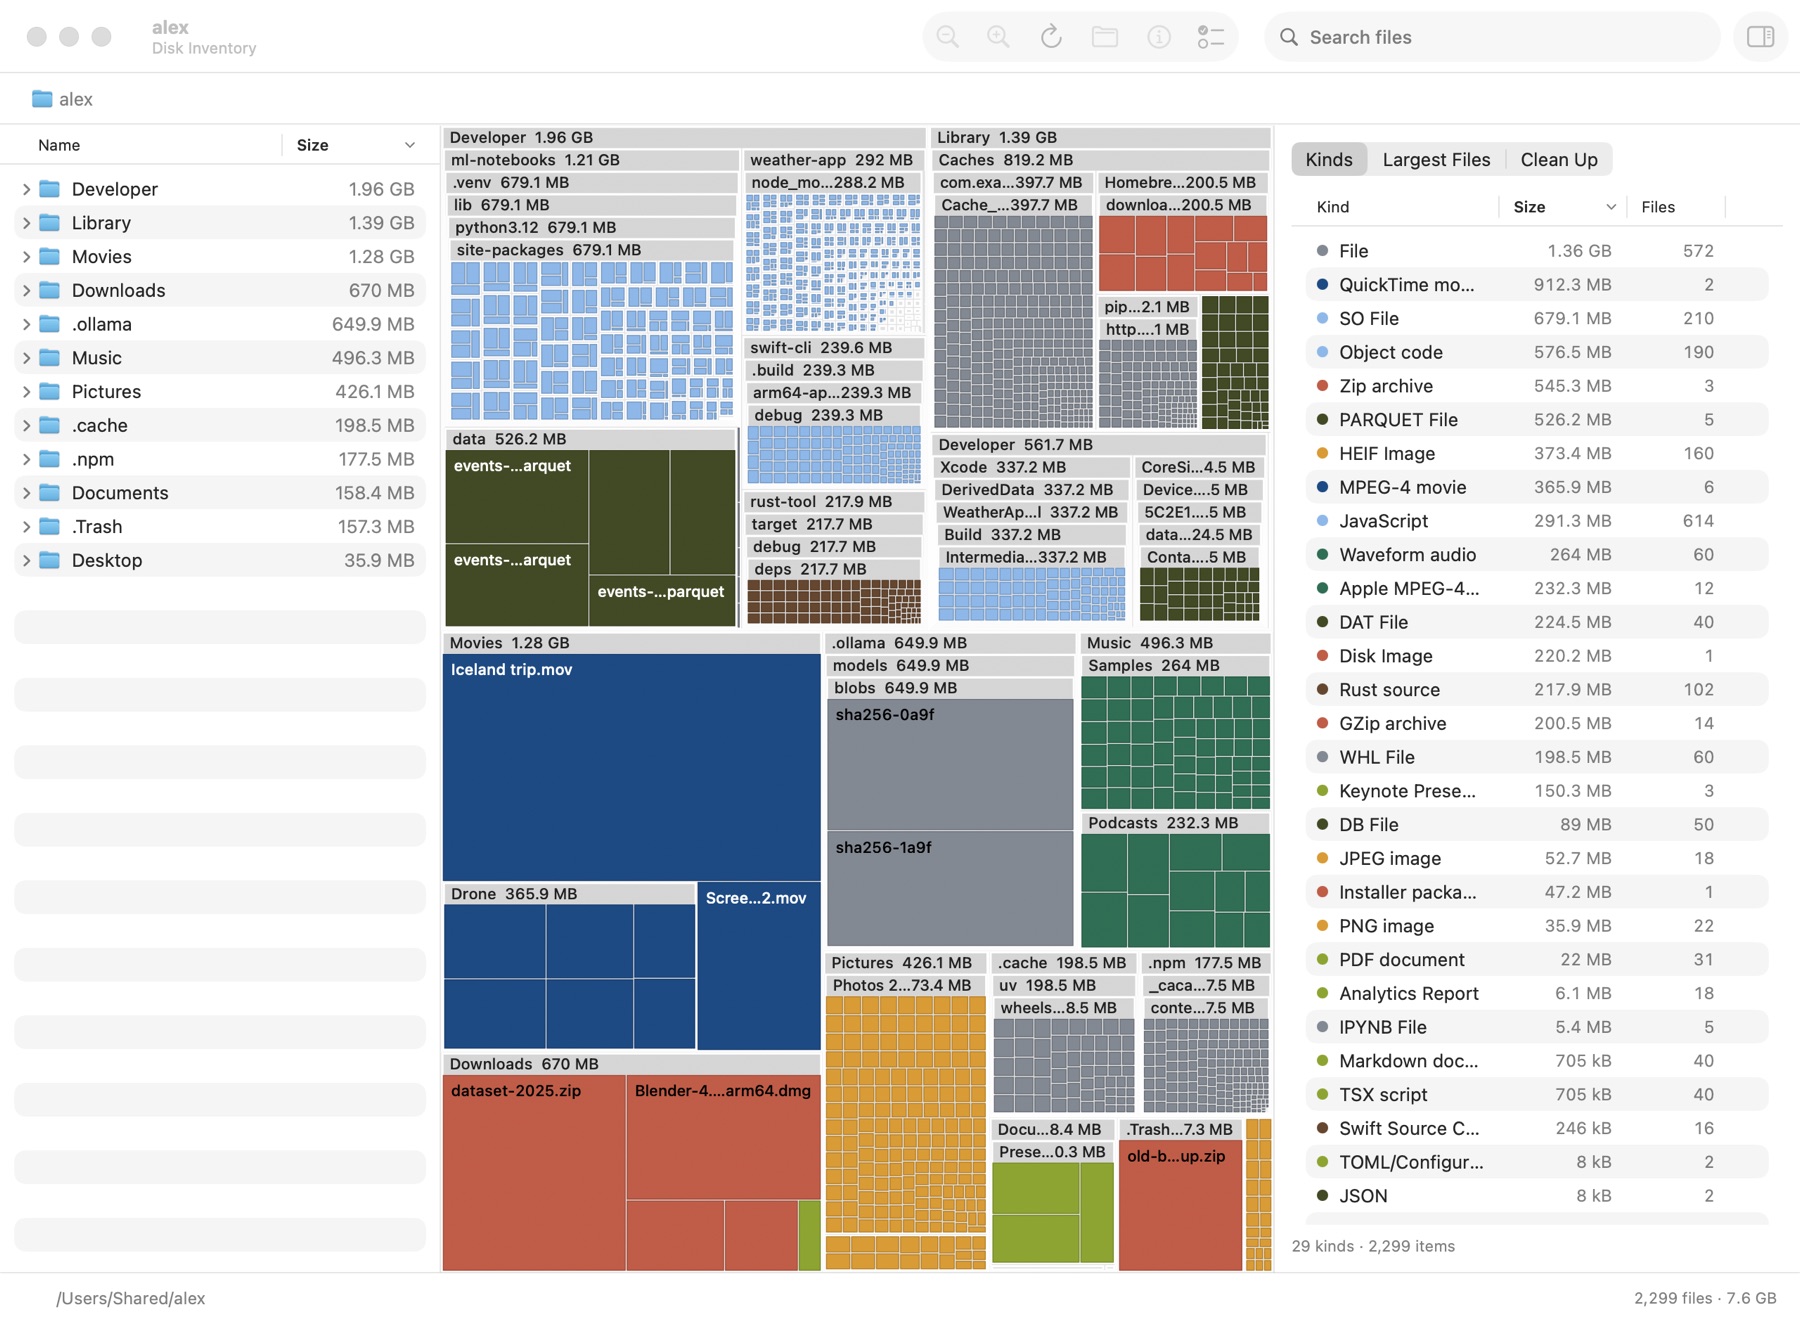 alex
Disk Inventory
Search files
alex
Name
Size
Developer 1.96 GB
Library 1.39 GB
Movies 1.28 GB
Downloads 670 MB
.ollama 649.9 MB
Music 496.3 MB
Pictures 426.1 MB
.cache 198.5 MB
.npm 177.5 MB
Documents 158.4 MB
.Trash 157.3 MB
Desktop 35.9 MB
Developer 1.96 GB
ml-notebooks 1.21 GB
.venv 679.1 MB
lib 679.1 MB
python3.12 679.1 MB
site-packages 679.1 MB
data 526.2 MB
events-...arquet
events-...arquet
events-...parquet
weather-app 292 MB
node_mo...288.2 MB
swift-cli 239.6 MB
.build 239.3 MB
arm64-ap...239.3 MB
debug 239.3 MB
rust-tool 217.9 MB
target 217.7 MB
debug 217.7 MB
deps 217.7 MB
Library 1.39 GB
Caches 819.2 MB
com.exa...397.7 MB
Cache_...397.7 MB
Homebre...200.5 MB
downloa...200.5 MB
pip...2.1 MB
http....1 MB
Developer 561.7 MB
Xcode 337.2 MB
DerivedData 337.2 MB
WeatherAp...l 337.2 MB
Build 337.2 MB
Intermedia...337.2 MB
CoreSi...4.5 MB
Device....5 MB
5C2E1....5 MB
data...24.5 MB
Conta....5 MB
Movies 1.28 GB
Iceland trip.mov
Drone 365.9 MB
Scree...2.mov
Downloads 670 MB
dataset-2025.zip
Blender-4....arm64.dmg
.ollama 649.9 MB
models 649.9 MB
blobs 649.9 MB
sha256-0a9f
sha256-1a9f
Music 496.3 MB
Samples 264 MB
Podcasts 232.3 MB
Pictures 426.1 MB
Photos 2...73.4 MB
.cache 198.5 MB
uv 198.5 MB
wheels...8.5 MB
.npm 177.5 MB
_caca...7.5 MB
conte...7.5 MB
Docu...8.4 MB
Prese...0.3 MB
.Trash...7.3 MB
old-b...up.zip
Kinds
Largest Files
Clean Up
Kind
Size
Files
File 1.36 GB 572
QuickTime mo... 912.3 MB 2
SO File 679.1 MB 210
Object code 576.5 MB 190
Zip archive 545.3 MB 3
PARQUET File 526.2 MB 5
HEIF Image 373.4 MB 160
MPEG-4 movie 365.9 MB 6
JavaScript 291.3 MB 614
Waveform audio 264 MB 60
Apple MPEG-4... 232.3 MB 12
DAT File 224.5 MB 40
Disk Image 220.2 MB 1
Rust source 217.9 MB 102
GZip archive 200.5 MB 14
WHL File 198.5 MB 60
Keynote Prese... 150.3 MB 3
DB File 89 MB 50
JPEG image 52.7 MB 18
Installer packa... 47.2 MB 1
PNG image 35.9 MB 22
PDF document 22 MB 31
Analytics Report 6.1 MB 18
IPYNB File 5.4 MB 5
Markdown doc... 705 kB 40
TSX script 705 kB 40
Swift Source C... 246 kB 16
TOML/Configur... 8 kB 2
JSON 8 kB 2
29 kinds · 2,299 items
/Users/Shared/alex
2,299 files · 7.6 GB